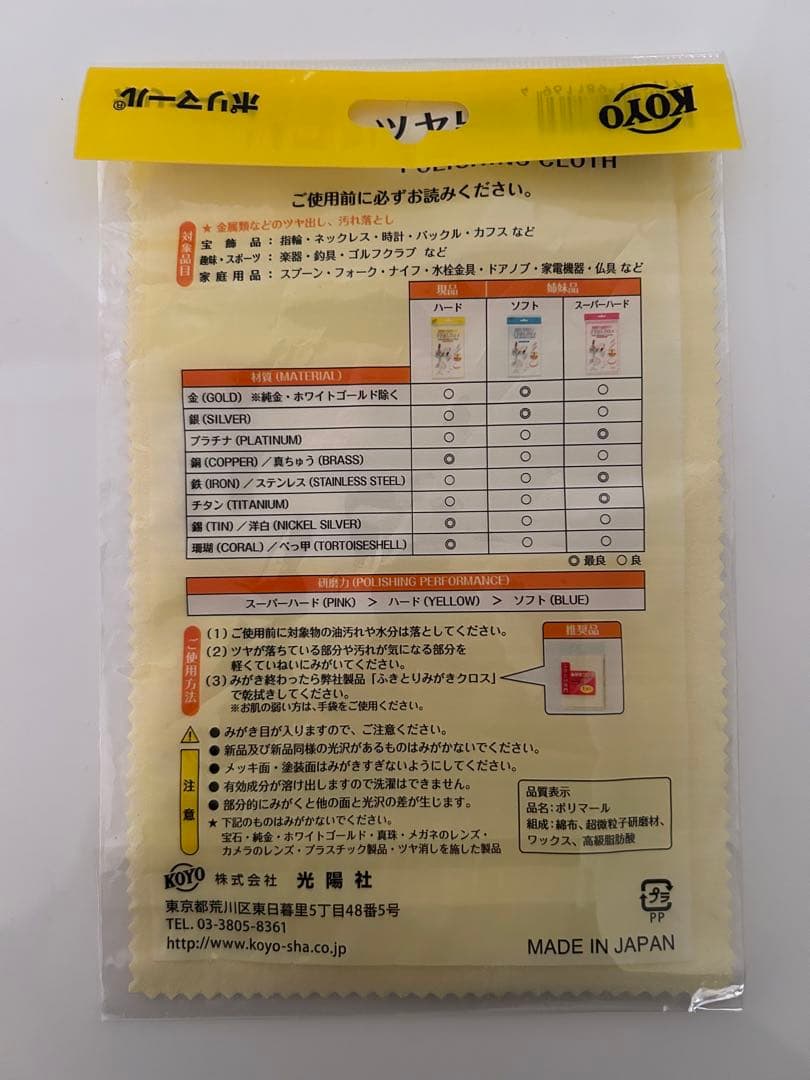 KOYO
ポリマール®
POLISHING CLOTH
ご使用前に必ずお読みください。
対象品目
★ 金属類などのツヤ出し、汚れ落とし
宝 飾 品 : 指輪・ネックレス・時計・バックル・カフス など
趣味・スポーツ : 楽器・釣具・ゴルフクラブ など
家庭用品 : スプーン・フォーク・ナイフ・水栓金具・ドアノブ・家電機器・仏具 など
現品 姉妹品
ハード ソフト スーパーハード
材質(MATERIAL)
金(GOLD) ※純金・ホワイトゴールド除く ○ ◎ ○
銀(SILVER) ○ ◎ ○
プラチナ(PLATINUM) ○ ○ ◎
銅(COPPER)/真ちゅう(BRASS) ◎ ○ ○
鉄(IRON)/ステンレス(STAINLESS STEEL) ○ ○ ◎
チタン(TITANIUM) ○ ○ ◎
錫(TIN)/洋白(NICKEL SILVER) ◎ ○ ○
珊瑚(CORAL)/べっ甲(TORTOISESHELL) ◎ ○ ○
◎ 最良 ○ 良
研磨力(POLISHING PERFORMANCE)
スーパーハード(PINK) > ハード(YELLOW) > ソフト(BLUE)
ご使用方法
(1)ご使用前に対象物の油汚れや水分は落としてください。
(2)ツヤが落ちている部分や汚れが気になる部分を
軽くていねいにみがいてください。
(3)みがき終わったら弊社製品「ふきとりみがきクロス」
で乾拭きしてください。
※お肌の弱い方は、手袋をご使用ください。
推奨品
注意
● みがき目が入りますので、ご注意ください。
● 新品及び新品同様の光沢があるものはみがかないでください。
● メッキ面・塗装面はみがきすぎないようにしてください。
● 有効成分が溶け出しますので洗濯はできません。
● 部分的にみがくと他の面と光沢の差が生じます。
★ 下記のものはみがかないでください。
宝石・純金・ホワイトゴールド・真珠・メガネのレンズ・
カメラのレンズ・プラスチック製品・ツヤ消しを施した製品
品質表示
品名:ポリマール
組成:綿布、超微粒子研磨材、
ワックス、高級脂肪酸
KOYO 株式会社 光陽社
東京都荒川区東日暮里5丁目48番5号
TEL. 03-3805-8361
http://www.koyo-sha.co.jp
プラ
PP
MADE IN JAPAN